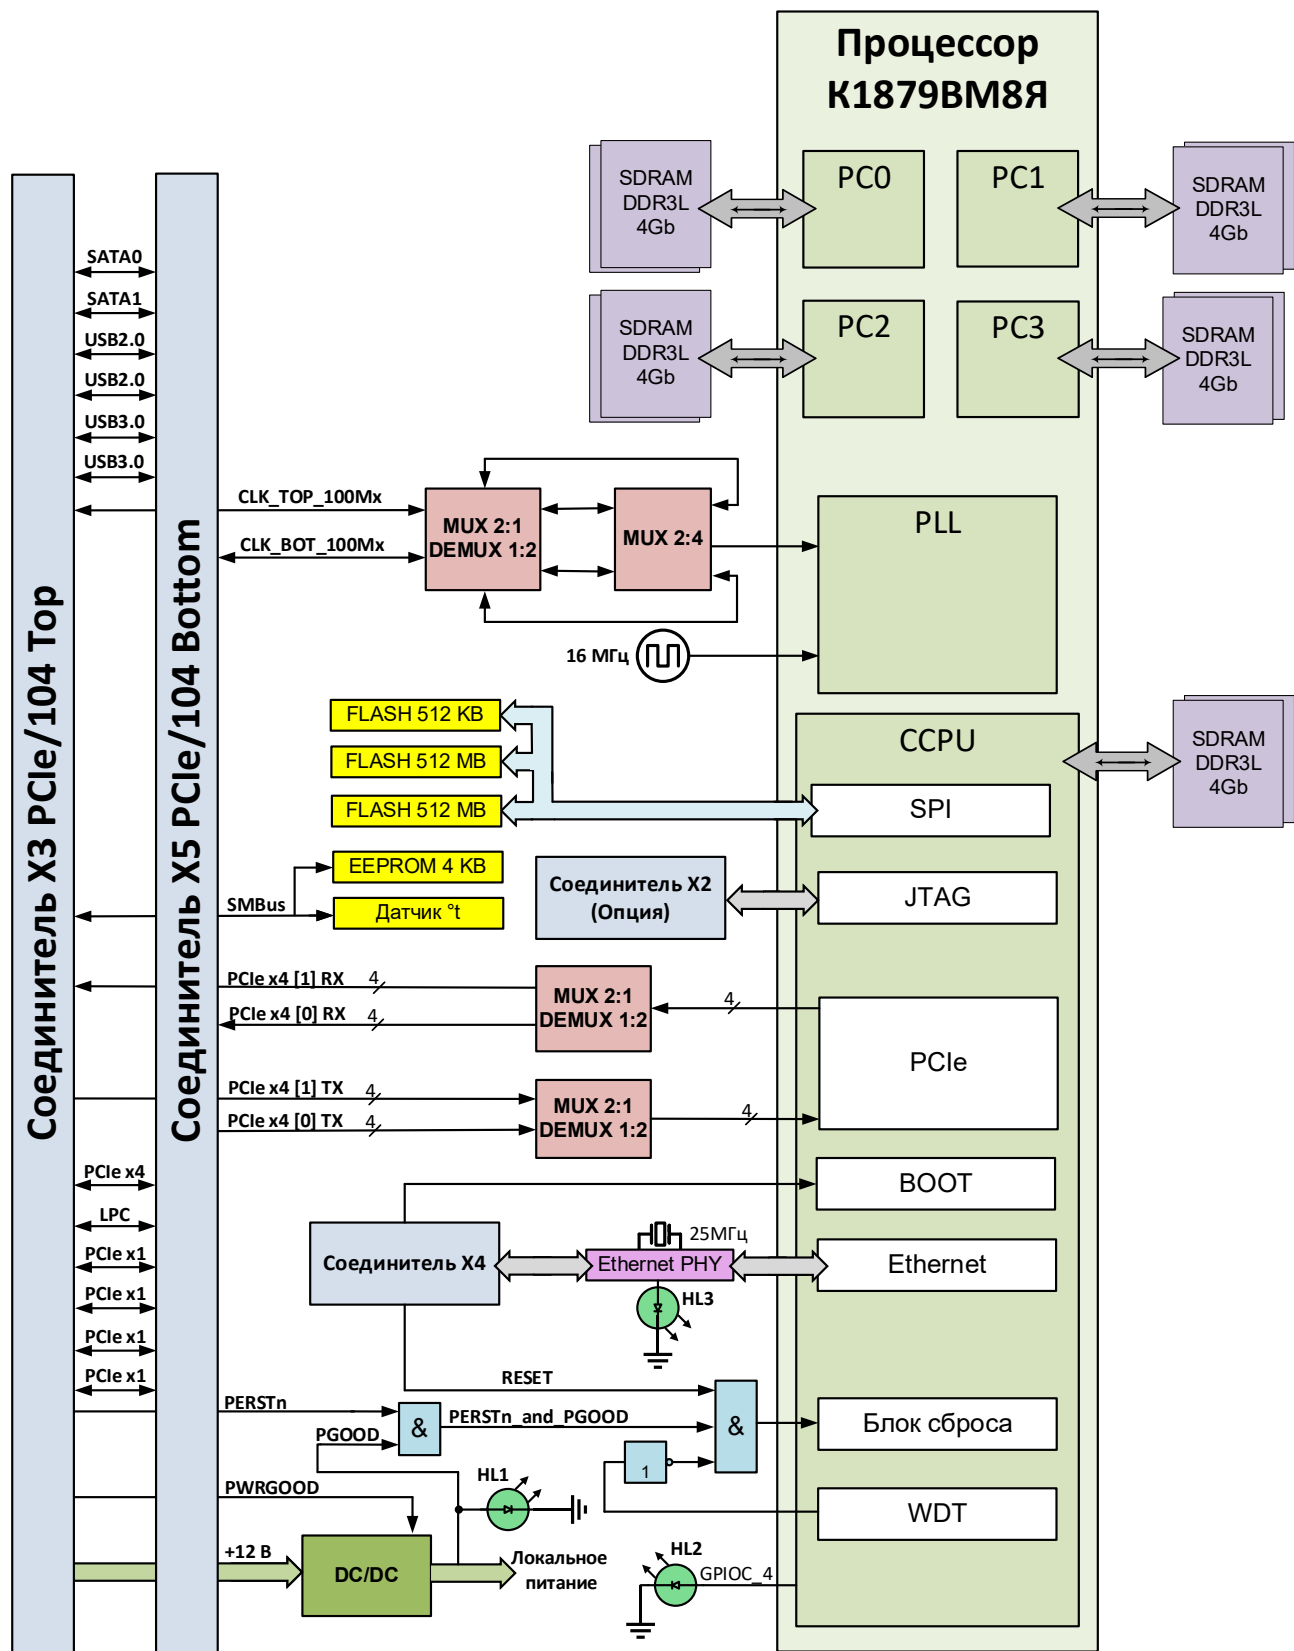 Процессор
К1879ВМ8Я
SDRAM
DDR3L
4Gb
PC0
PC1
SDRAM
DDR3L
4Gb
SDRAM
DDR3L
4Gb
PC2
PC3
SDRAM
DDR3L
4Gb
SATA0
SATA1
USB2.0
USB2.0
USB3.0
USB3.0
CLK_TOP_100Mx
CLK_BOT_100Mx
MUX 2:1
DEMUX 1:2
MUX 2:4
PLL
16 МГц
Соединитель X3 PCIe/104 Top
Соединитель X5 PCIe/104 Bottom
FLASH 512 KB
FLASH 512 MB
FLASH 512 MB
CCPU
SPI
SDRAM
DDR3L
4Gb
EEPROM 4 KB
SMBus
Датчик °t
Соединитель X2
(Опция)
JTAG
PCIe x4 [1] RX
4
PCIe x4 [0] RX
4
MUX 2:1
DEMUX 1:2
4
PCIe
PCIe x4 [1] TX
4
PCIe x4 [0] TX
4
MUX 2:1
DEMUX 1:2
4
PCIe x4
LPC
PCIe x1
PCIe x1
PCIe x1
PCIe x1
BOOT
Соединитель X4
25МГц
Ethernet PHY
Ethernet
HL3
RESET
PERSTn
PGOOD
&
PERSTn_and_PGOOD
&
Блок сброса
1
HL1
PWRGOOD
WDT
+12 В
DC/DC
Локальное
питание
HL2
GPIOC_4